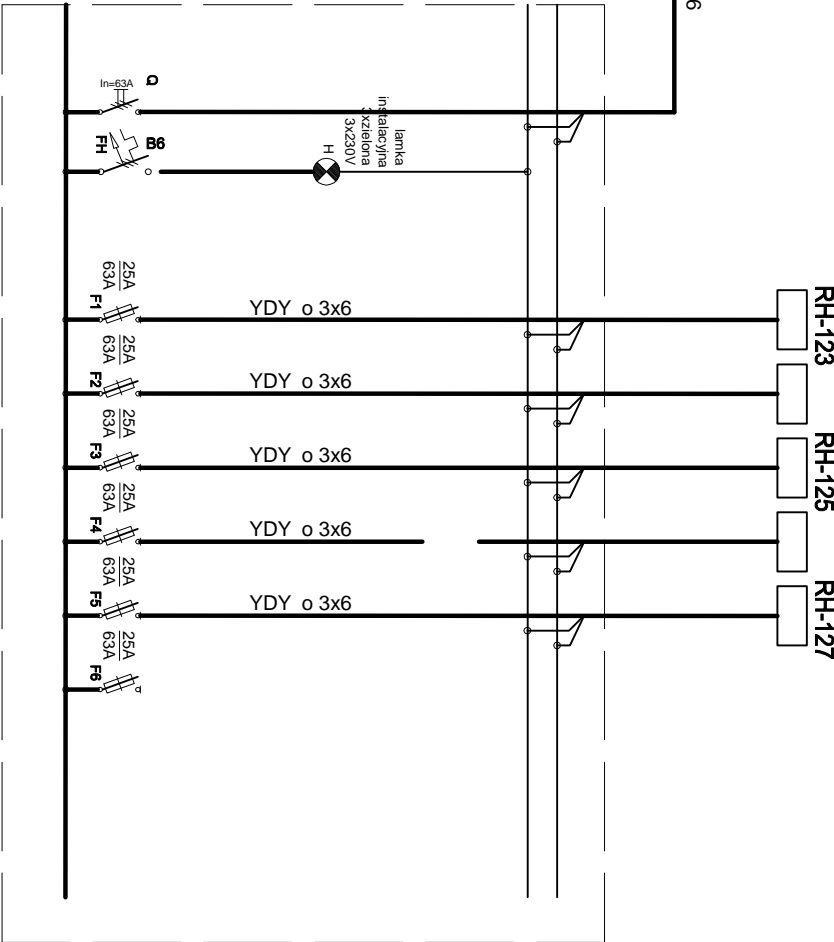 6
In=63A
Q
FH
B6
lamka
instalacyjna
3xzielona
3x230V
H
25A
63A
F1
YDY o 3x6
RH-123
25A
63A
F2
YDY o 3x6
25A
63A
F3
YDY o 3x6
RH-125
25A
63A
F4
YDY o 3x6
25A
63A
F5
YDY o 3x6
RH-127
25A
63A
F6